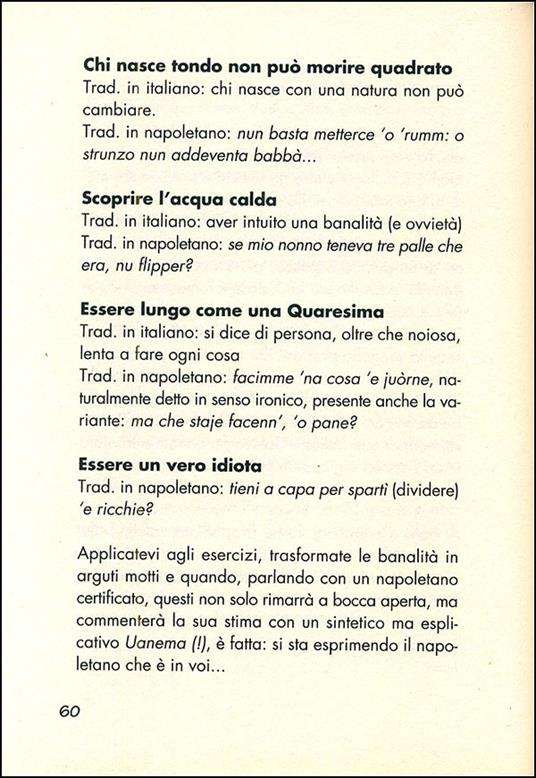 Chi nasce tondo non può morire quadrato
Trad. in italiano: chi nasce con una natura non può
cambiare.
Trad. in napoletano: nun basta metterce ‘o ‘rumm: o
strunzo nun addeventa babbà...
Scoprire l’acqua calda
Trad. in italiano: aver intuito una banalità (e ovvietà)
Trad. in napoletano: se mio nonno teneva tre palle che
era, nu flipper?
Essere lungo come una Quaresima
Trad. in italiano: si dice di persona, oltre che noiosa,
lenta a fare ogni cosa
Trad. in napoletano: facimme ‘na cosa ‘e juòrne, na-
turalmente detto in senso ironico, presente anche la va-
riante: ma che staje facenn’, ‘o pane?
Essere un vero idiota
Trad. in napoletano: tieni a capa per spartì (dividere)
‘e ricchie?
Applicatevi agli esercizi, trasformate le banalità in
arguti motti e quando, parlando con un napoletano
certificato, questi non solo rimarrà a bocca aperta, ma
commenterà la sua stima con un sintetico ma espli-
cativo Uanema (!), è fatta: si sta esprimendo il napo-
letano che è in voi...
60